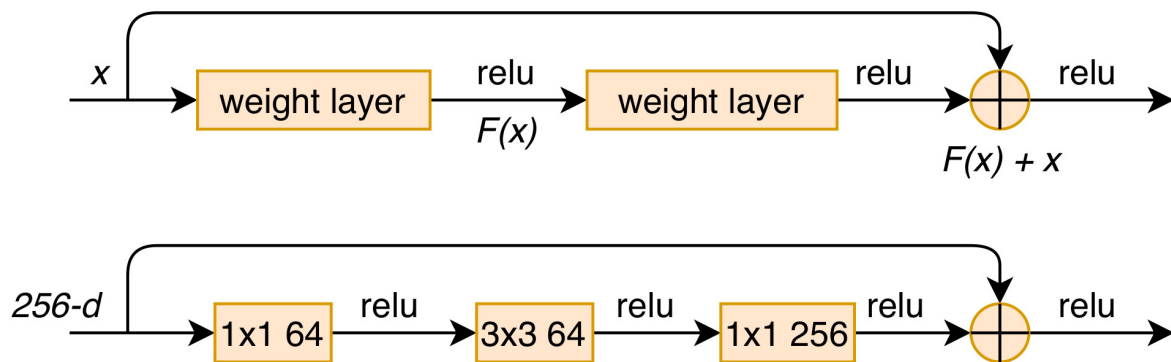 x
relu
relu
relu
weight layer
weight layer
F(x)
F(x) + x
256-d
relu
relu
relu
relu
1x1 64
3x3 64
1x1 256